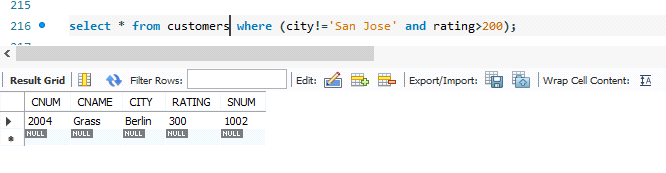 215
216 select * from customers where (city!='San Jose' and rating>200);
Result Grid Filter Rows: Edit: Export/Import: Wrap Cell Content:
CNUM CNAME CITY RATING SNUM
2004 Grass Berlin 300 1002
NULL NULL NULL NULL NULL